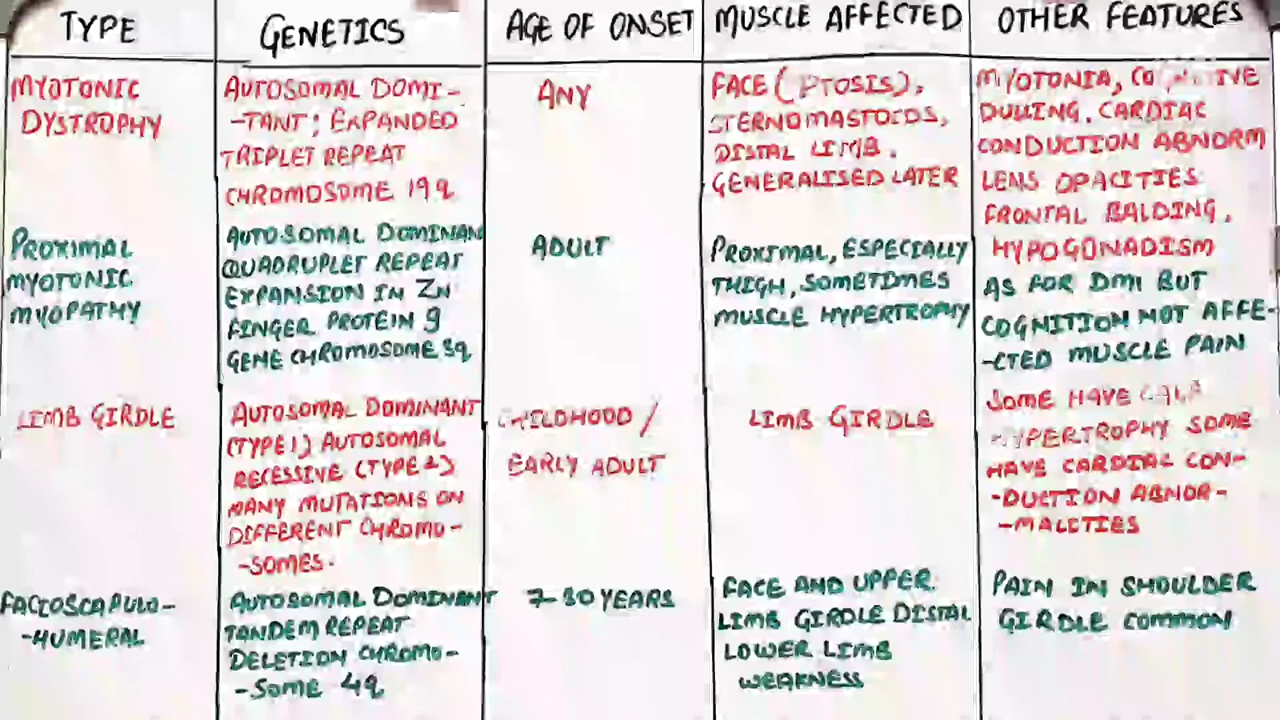 TYPE
GENETICS
AGE OF ONSET
MUSCLE AFFECTED
OTHER FEATURES
MYOTONIC
DYSTROPHY
AUTOSOMAL DOMI-
-TANT; EXPANDED
TRIPLET REPEAT
CHROMOSOME 19q
ANY
FACE (PTOSIS),
STERNOMASTOIDS,
DISTAL LIMB.
GENERALISED LATER
MYOTONIA,
DULLING, CARDIAC
CONDUCTION ABNORM
LENS OPACITIES
FRONTAL BALDING,
HYPOGONADISM
PROXIMAL
MYOTONIC
MYOPATHY
AUTOSOMAL DOMINAN
QUADRUPLET REPEAT
EXPANSION IN ZN
FINGER PROTEIN 9
GENE CHROMOSOME 3q
ADULT
PROXIMAL, ESPECIALLY
THIGH, SOMETIMES
MUSCLE HYPERTROPHY
AS FOR DM1 BUT
COGNITION NOT AFFE-
-CTED MUSCLE PAIN
LIMB GIRDLE
AUTOSOMAL DOMINANT
(TYPE 1) AUTOSOMAL
RECESSIVE (TYPE 2)
MANY MUTATIONS ON
DIFFERENT CHROMO-
-SOMES.
CHILDHOOD /
EARLY ADULT
LIMB GIRDLE
SOME HAVE
HYPERTROPHY SOME
HAVE CARDIAL CON-
-DUCTION ABNOR-
-MALITIES
FACIOSCAPULO-
-HUMERAL
AUTOSOMAL DOMINANT
TANDEM REPEAT
DELETION CHROMO-
-SOME 4q
7-30 YEARS
FACE AND UPPER
LIMB GIRDLE DISTAL
LOWER LIMB
WEAKNESS
PAIN IN SHOULDER
GIRDLE COMMON